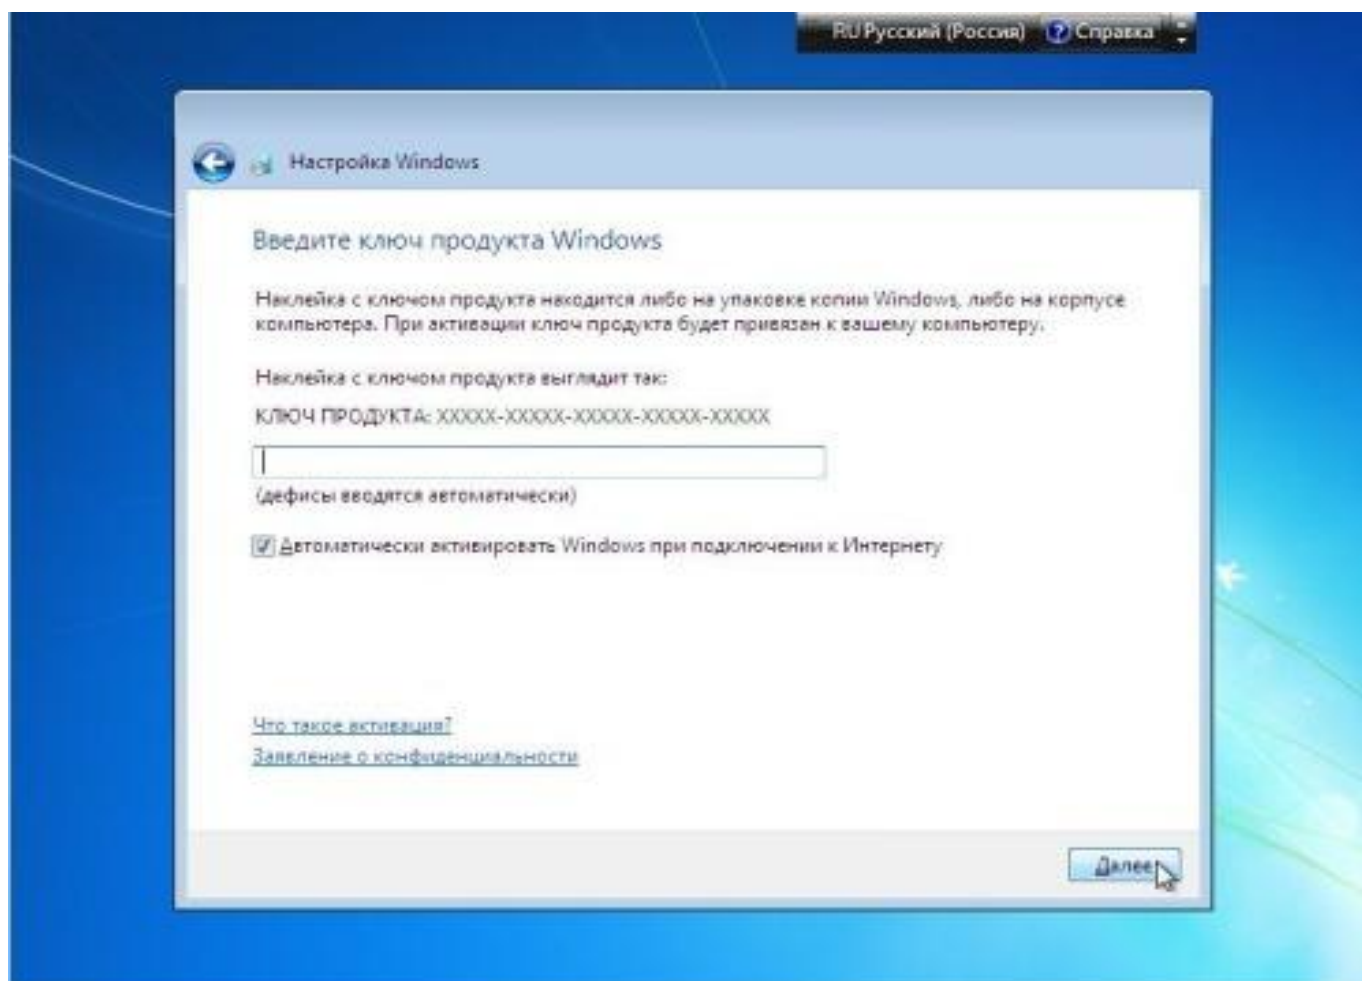 RU Русский (Россия) Справка
Настройка Windows
Введите ключ продукта Windows
Наклейка с ключом продукта находится либо на упаковке копии Windows, либо на корпусе
компьютера. При активации ключ продукта будет привязан к вашему компьютеру.
Наклейка с ключом продукта выглядит так:
КЛЮЧ ПРОДУКТА: XXXXX-XXXXX-XXXXX-XXXXX-XXXXX
(дефисы вводятся автоматически)
Автоматически активировать Windows при подключении к Интернету
Что такое активация?
Заявление о конфиденциальности
Далее